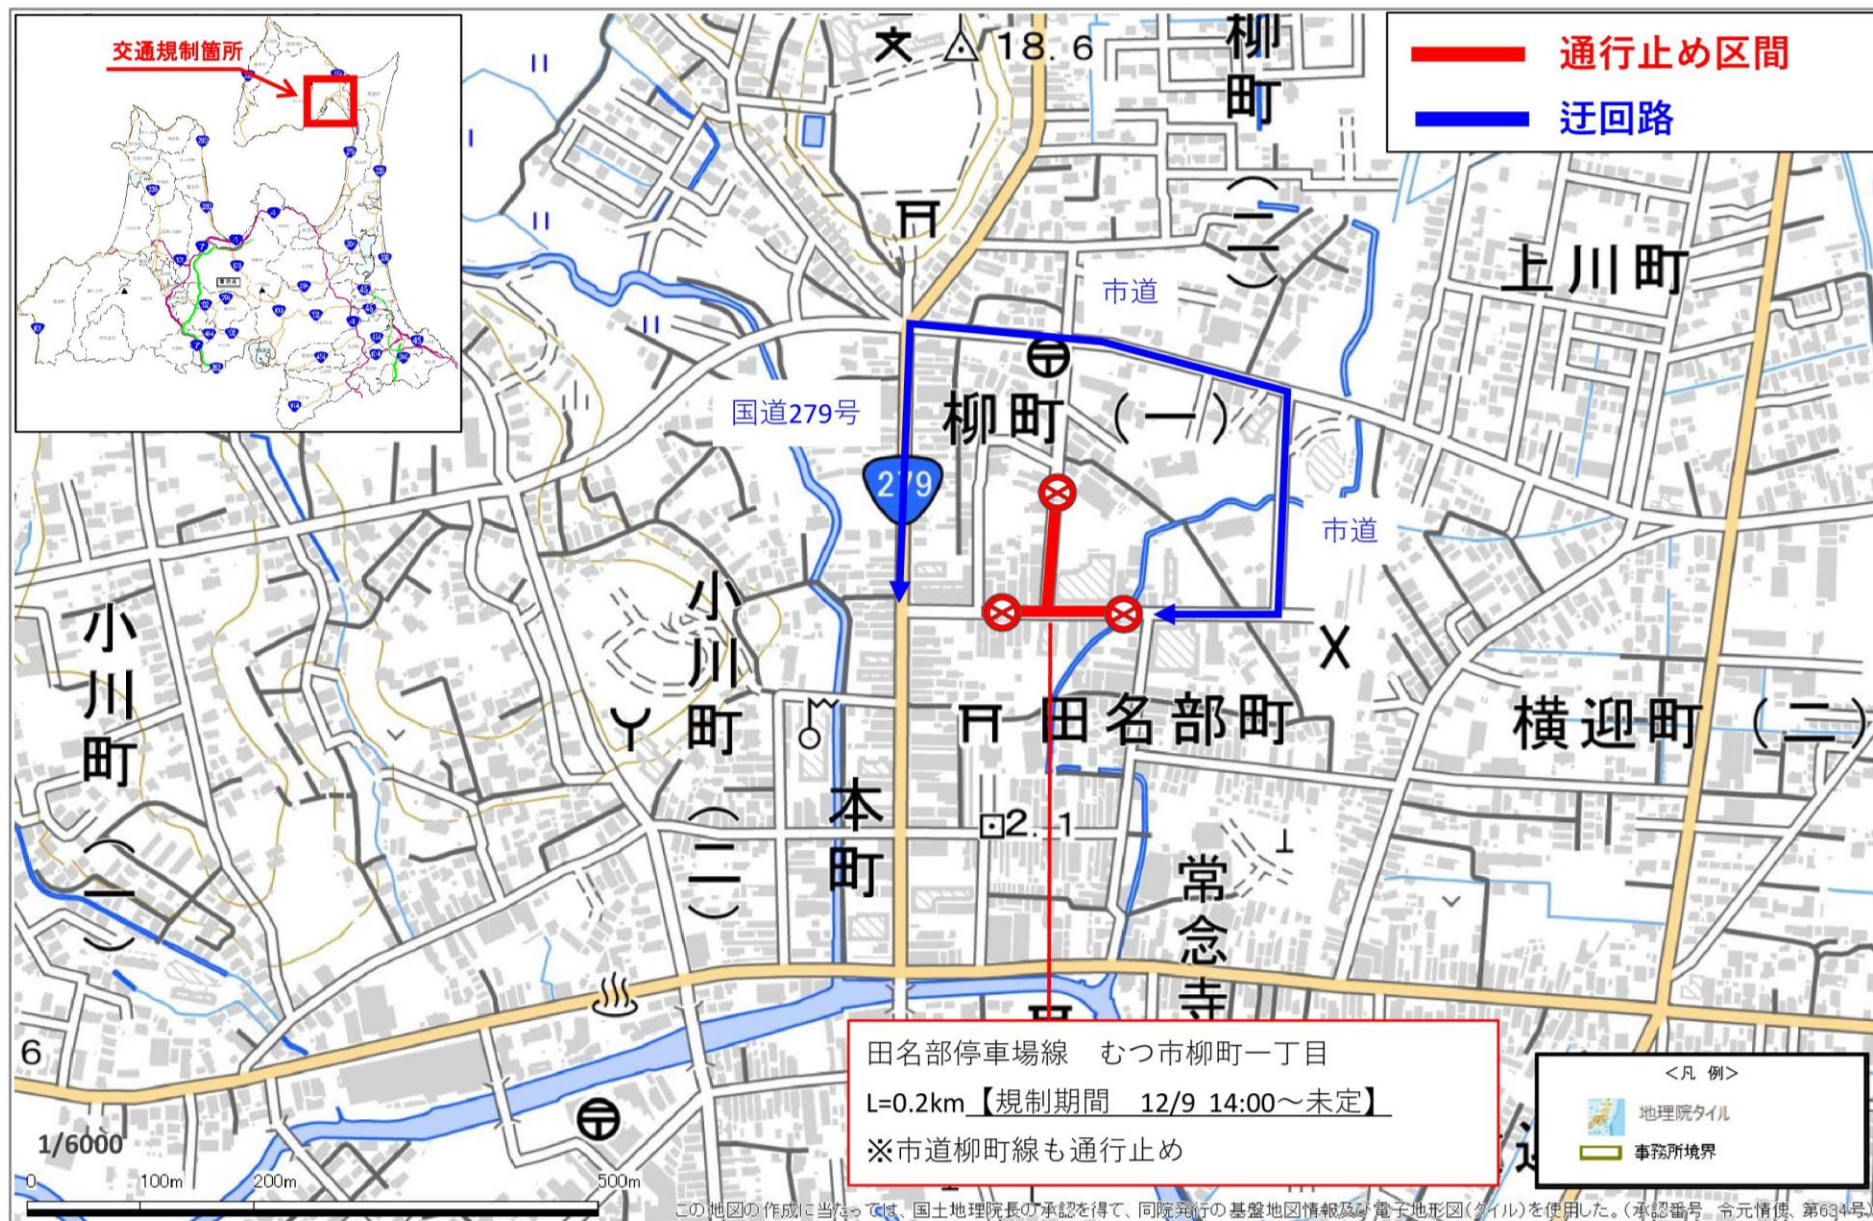 交通規制箇所
通行止め区間
迂回路
18.6
柳町
(二)
上川町
市道
国道279号
柳町(一)
279
市道
小川町
小川町
田名部町
横迎町(二)
本町
(二)
(一)
2.1
常念寺
6
田名部停車場線　むつ市柳町一丁目
L=0.2km【規制期間　12/9 14:00～未定】
※市道柳町線も通行止め
<凡 例>
地理院タイル
事務所境界
1/6000
0 100m 200m 500m
この地図の作成に当たっては、国土地理院長の承認を得て、同院発行の基盤地図情報及び電子地形図(タイル)を使用した。(承認番号 令元情使、第634号